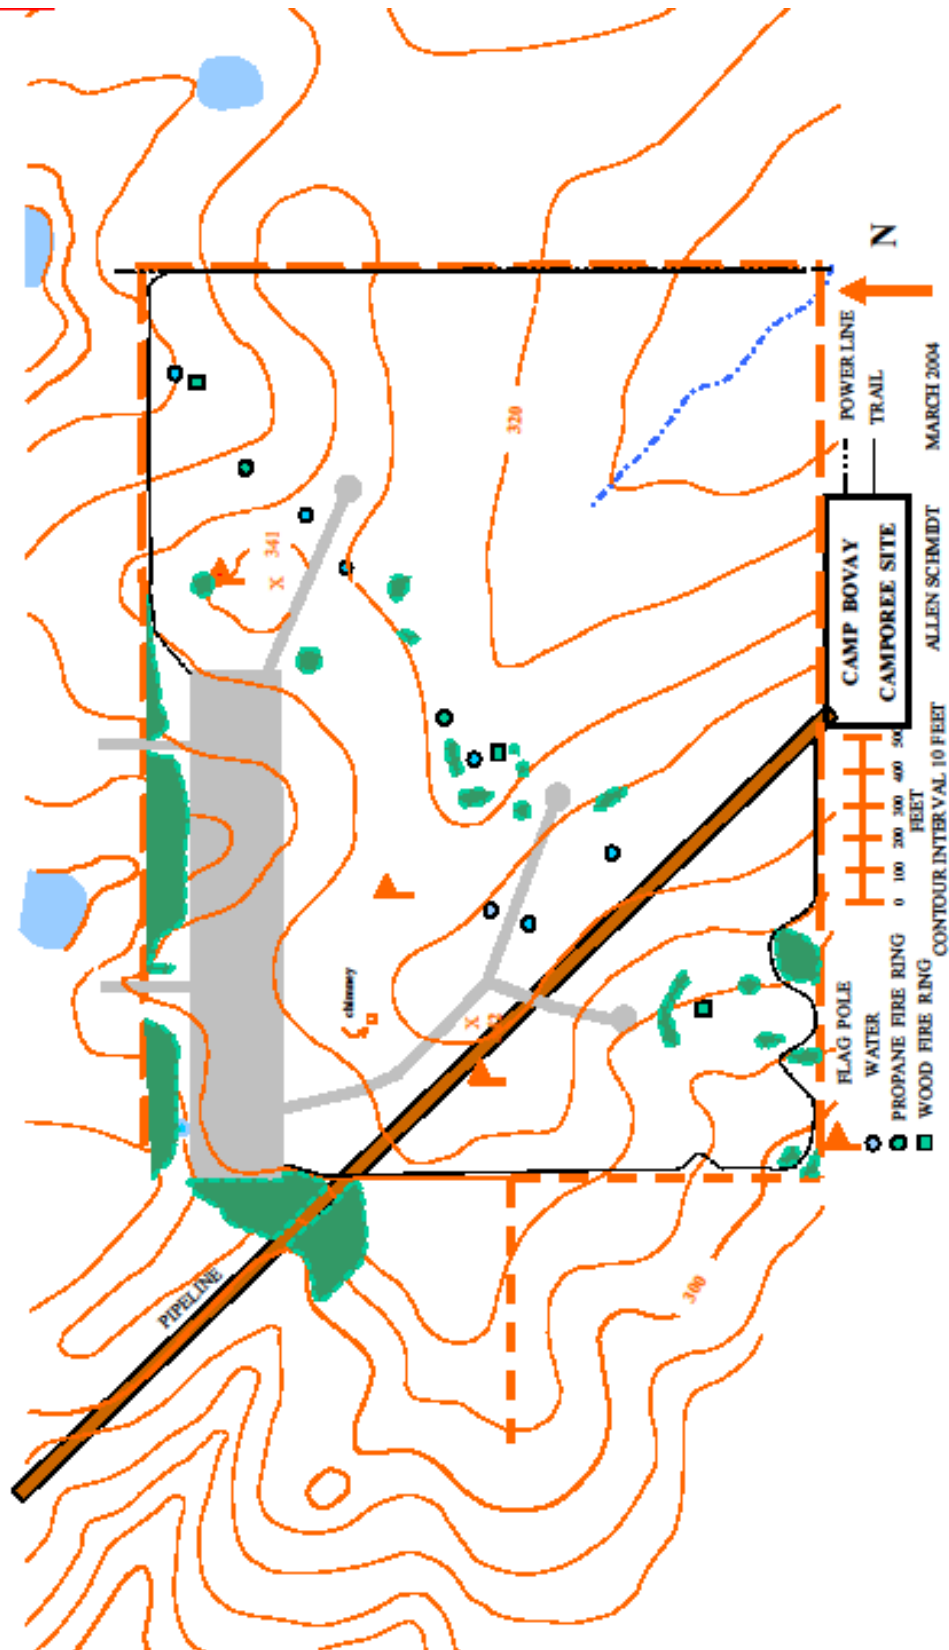 N
POWER LINE
TRAIL
MARCH 2004
CAMP BOVAY
CAMPOREE SITE
ALLEN SCHMIDT
0 100 200 300 400
FEET
CONTOUR INTERVAL 10 FEET
FLAG POLE
WATER
PROPANE FIRE RING
WOOD FIRE RING
320
X 341
chimney
X
PIPELINE
300